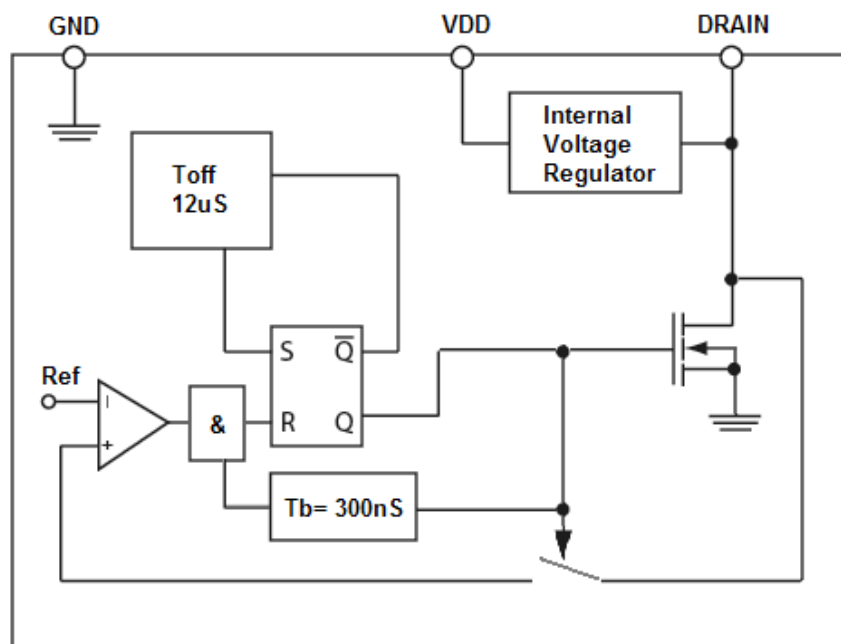 GND
VDD
DRAIN
Internal
Voltage
Regulator
Toff
12uS
S
Q̅
Ref
&
R
Q
Tb= 300nS